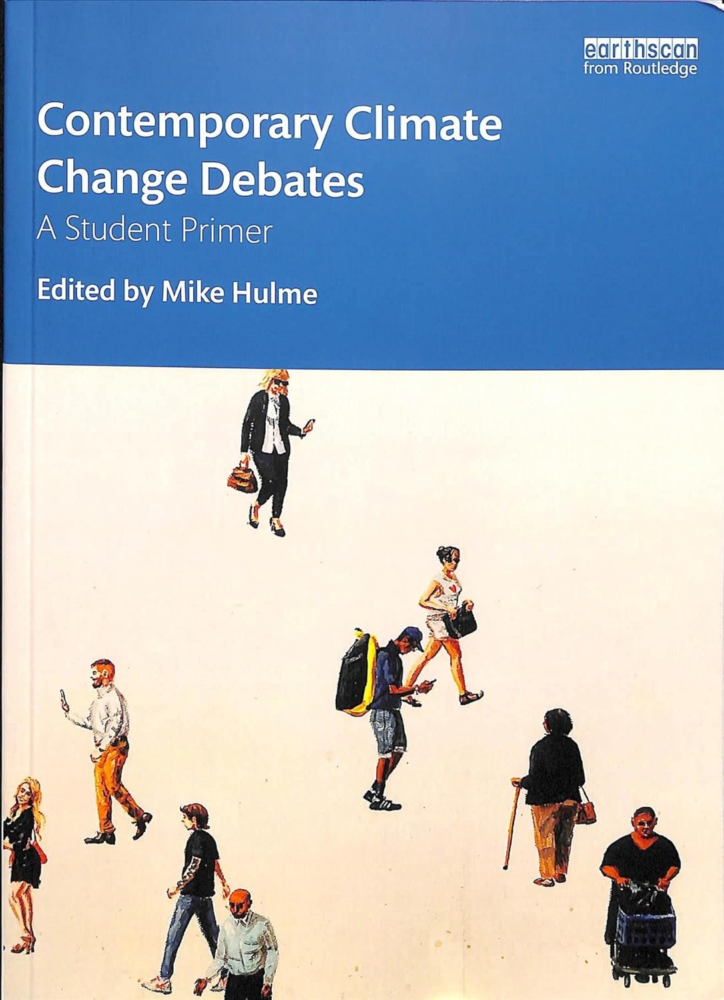 earthscan
from Routledge
Contemporary Climate
Change Debates
A Student Primer
Edited by Mike Hulme